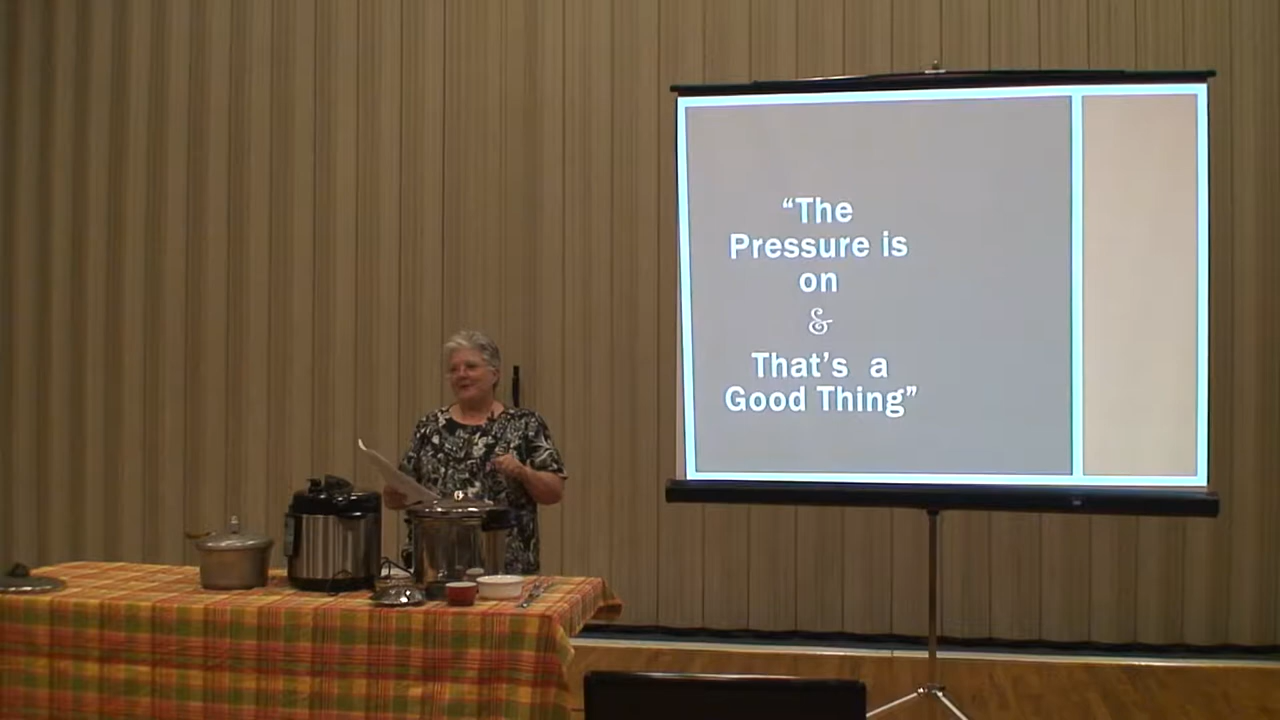 “The
Pressure is
on
&
That’s a
Good Thing”